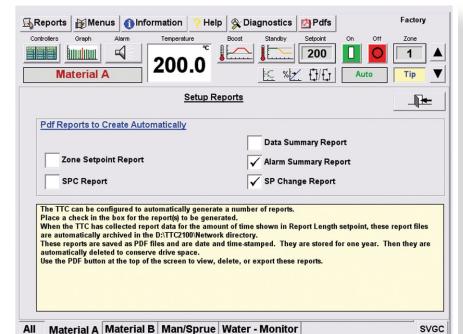 Reports Menus Information Help Diagnostics Pdfs Factory
Controllers Graph Alarm Temperature Boost Standby Setpoint On Off Zone
°C
200.0 200 1
Material A % Auto Tip
Setup Reports
Pdf Reports to Create Automatically
Data Summary Report
Zone Setpoint Report Alarm Summary Report
SPC Report SP Change Report
The TTC can be configured to automatically generate a number of reports.
Place a check in the box for the report(s) to be generated.
When the TTC has collected report data for the amount of time shown in Report Length setpoint, these report files
are automatically archived in the D:\TTC2100\Network directory.
These reports are saved as PDF files and are date and time-stamped. They are stored for one year. Then they are
automatically deleted to conserve drive space.
Use the PDF button at the top of the screen to view, delete, or export these reports.
All Material A Material B Man/Sprue Water - Monitor SVGC